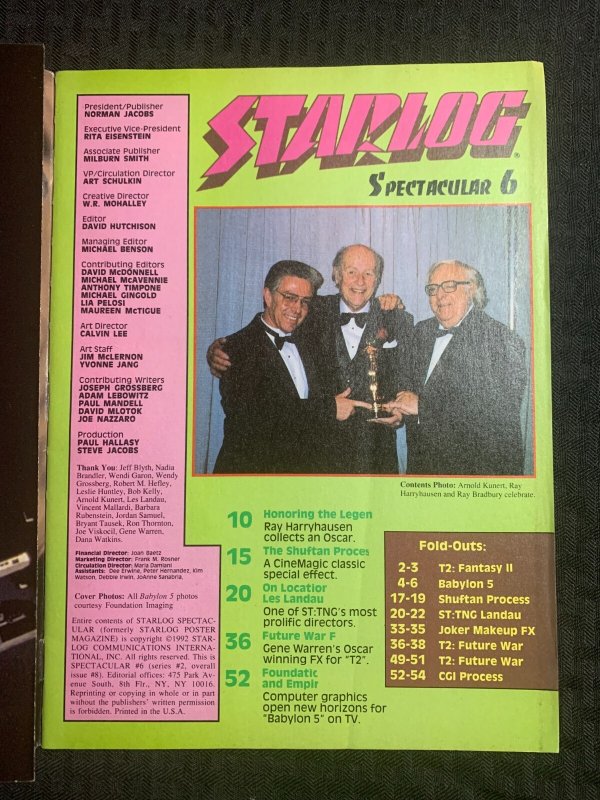 President/Publisher
NORMAN JACOBS
Executive Vice-President
RITA EISENSTEIN
Associate Publisher
MILBURN SMITH
VP/Circulation Director
ART SCHULKIN
Creative Director
W.R. MOHALLEY
Editor
DAVID HUTCHISON
Managing Editor
MICHAEL BENSON
Contributing Editors
DAVID McDONNELL
MICHAEL McAVENNIE
ANTHONY TIMPONE
MICHAEL GINGOLD
LIA PELOSI
MAUREEN McTIGUE
Art Director
CALVIN LEE
Art Staff
JIM McLERNON
YVONNE JANG
Contributing Writers
JOSEPH GROSSBERG
ADAM LEBOWITZ
PAUL MANDELL
DAVID MLOTOK
JOE NAZZARO
Production
PAUL HALLASY
STEVE JACOBS
Thank You: Jeff Blyth, Nadia
Brandler, Wendi Garon, Wendy
Grossberg, Robert M. Hefley,
Leslie Huntley, Bob Kelly,
Arnold Kunert, Les Landau,
Vincent Mallardi, Barbara
Rubenstein, Jordan Samuel,
Bryant Tausek, Ron Thornton,
Joe Viskocil, Gene Warren,
Dana Watkins.
Financial Director: Joan Baetz
Marketing Director: Frank M. Rosner
Circulation Director: Maria Damiani
Assistants: Dee Erwine, Peter Hernandez, Kim
Watson, Debbie Irwin, JoAnne Sanabria.
Cover Photos: All Babylon 5 photos
courtesy Foundation Imaging
Entire contents of STARLOG SPECTAC-
ULAR (formerly STARLOG POSTER
MAGAZINE) is copyright ©1992 STAR-
LOG COMMUNICATIONS INTERNA-
TIONAL, INC. All rights reserved. This is
SPECTACULAR #6 (series #2, overall
issue #8). Editorial offices: 475 Park Av-
enue South, 8th Flr., NY, NY 10016.
Reprinting or copying in whole or in part
without the publishers' written permission
is forbidden. Printed in the U.S.A.
STARLOG®
SPECTACULAR 6
Contents Photo: Arnold Kunert, Ray
Harryhausen and Ray Bradbury celebrate.
10 Honoring the Legen
Ray Harryhausen
collects an Oscar.
15 The Shuftan Proces
A CineMagic classic
special effect.
20 On Locatior
Les Landau
One of ST:TNG's most
prolific directors.
36 Future War F
Gene Warren's Oscar
winning FX for "T2".
52 Foundatic
and Empir
Computer graphics
open new horizons for
"Babylon 5" on TV.
Fold-Outs:
2-3 T2: Fantasy II
4-6 Babylon 5
17-19 Shuftan Process
20-22 ST:TNG Landau
33-35 Joker Makeup FX
36-38 T2: Future War
49-51 T2: Future War
52-54 CGI Process